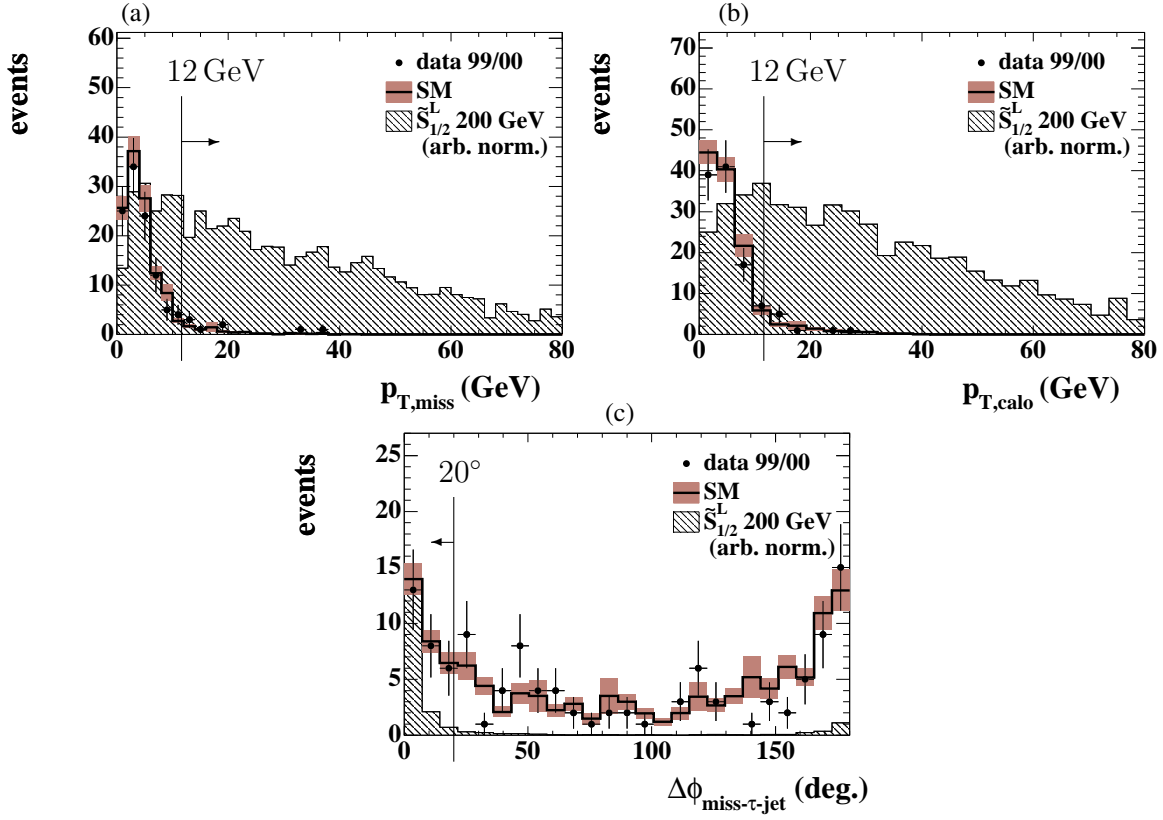 (a)
events
60
50
40
30
20
10
0
12 GeV
data 99/00
SM
S̃ᴸ₁/₂ 200 GeV
(arb. norm.)
0 20 40 60 80
p_T,miss (GeV)
(b)
events
70
60
50
40
30
20
10
0
12 GeV
data 99/00
SM
S̃ᴸ₁/₂ 200 GeV
(arb. norm.)
0 20 40 60 80
p_T,calo (GeV)
(c)
events
25
20
15
10
5
0
20°
data 99/00
SM
S̃ᴸ₁/₂ 200 GeV
(arb. norm.)
0 50 100 150
Δϕ_miss-τ-jet (deg.)